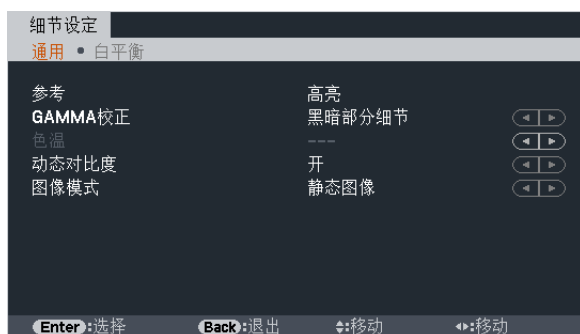 细节设定
通用 • 白平衡
参考 高亮
GAMMA校正 黑暗部分细节
色温 ---
动态对比度 开
图像模式 静态图像
Enter:选择 Back:退出 :移动 :移动